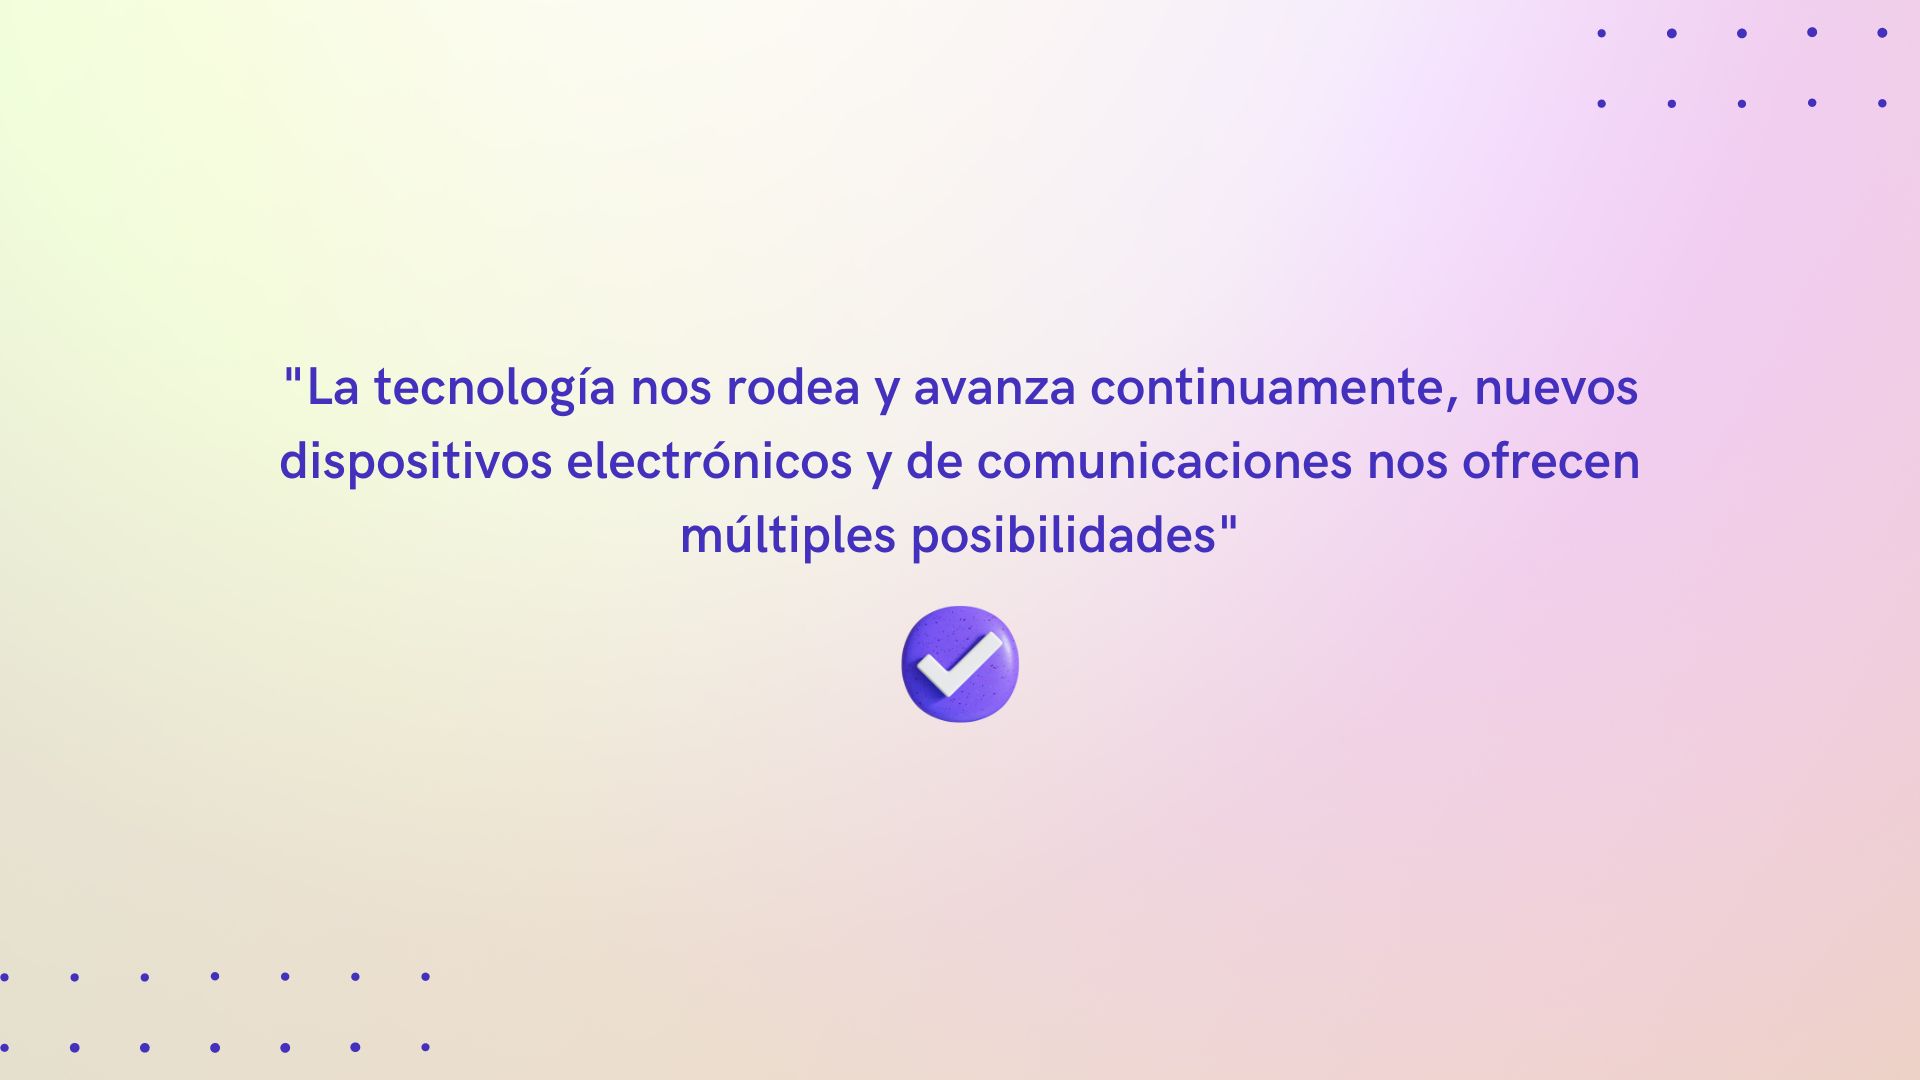 "La tecnología nos rodea y avanza continuamente, nuevos
dispositivos electrónicos y de comunicaciones nos ofrecen
múltiples posibilidades"